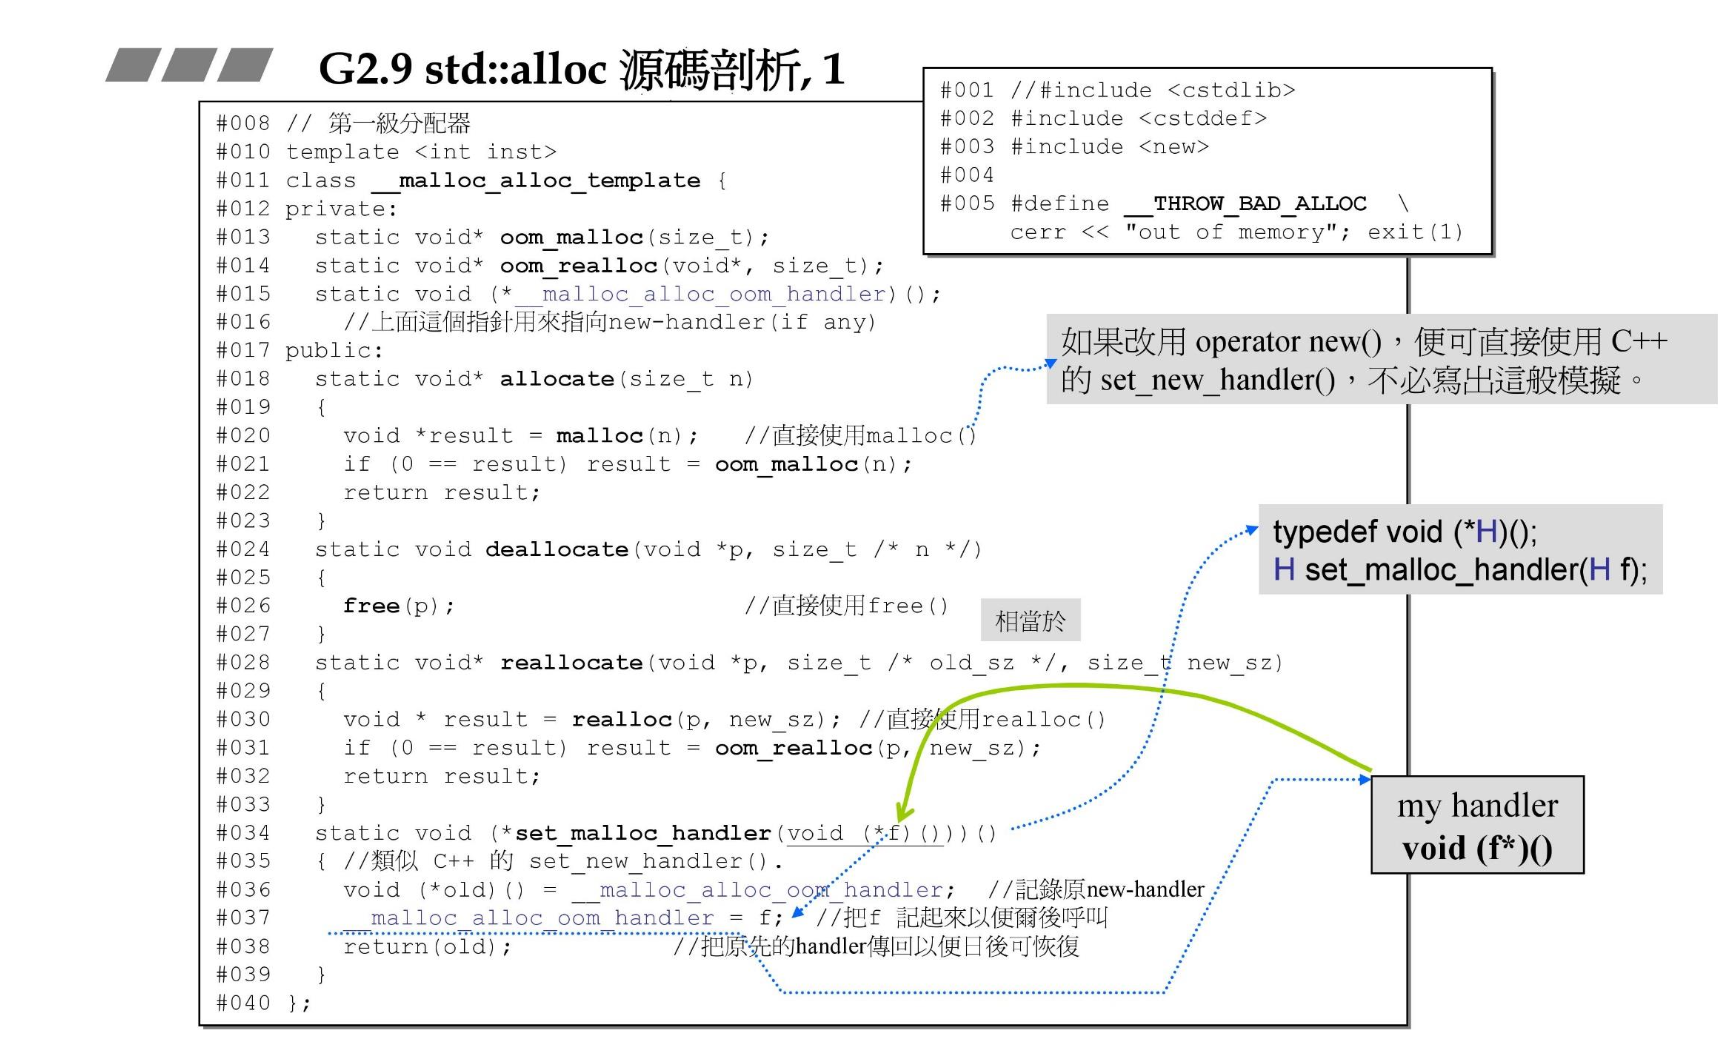 G2.9 std::alloc 源碼剖析, 1
#001 //#include <cstdlib>
#002 #include <cstddef>
#003 #include <new>
#004
#005 #define __THROW_BAD_ALLOC \
cerr << "out of memory"; exit(1)
#008 // 第一級分配器
#010 template <int inst>
#011 class __malloc_alloc_template {
#012 private:
#013 static void* oom_malloc(size_t);
#014 static void* oom_realloc(void*, size_t);
#015 static void (*__malloc_alloc_oom_handler)();
#016 //上面這個指針用來指向new-handler(if any)
#017 public:
#018 static void* allocate(size_t n)
#019 {
#020 void *result = malloc(n); //直接使用malloc()
#021 if (0 == result) result = oom_malloc(n);
#022 return result;
#023 }
#024 static void deallocate(void *p, size_t /* n */)
#025 {
#026 free(p); //直接使用free()
#027 }
#028 static void* reallocate(void *p, size_t /* old_sz */, size_t new_sz)
#029 {
#030 void * result = realloc(p, new_sz); //直接使用realloc()
#031 if (0 == result) result = oom_realloc(p, new_sz);
#032 return result;
#033 }
#034 static void (*set_malloc_handler(void (*f)()))()
#035 { //類似 C++ 的 set_new_handler().
#036 void (*old)() = __malloc_alloc_oom_handler; //記錄原new-handler
#037 __malloc_alloc_oom_handler = f; //把f 記起來以便爾後呼叫
#038 return(old); //把原先的handler傳回以便日後可恢復
#039 }
#040 };
如果改用 operator new()，便可直接使用 C++
的 set_new_handler()，不必寫出這般模擬。
typedef void (*H)();
H set_malloc_handler(H f);
相當於
my handler
void (f*)()